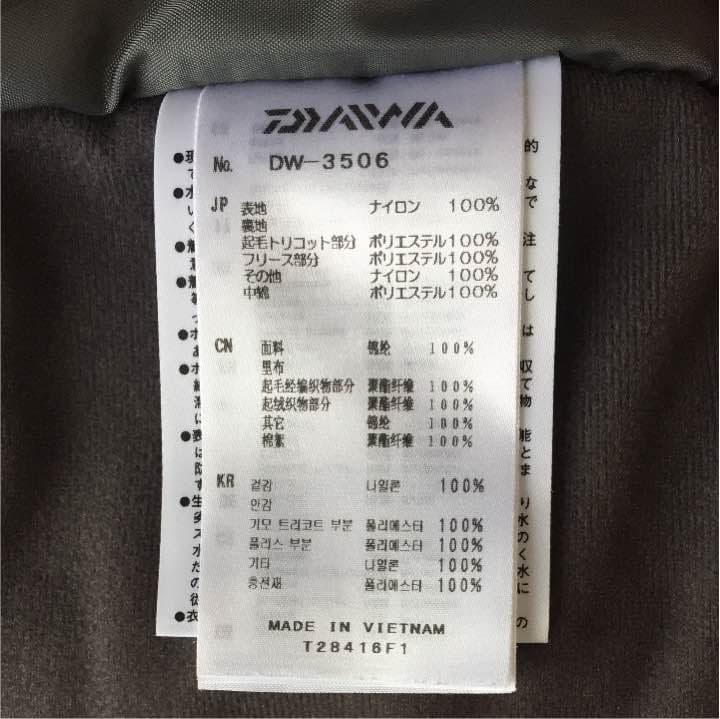 DAIWA
No. DW-3506
JP 表地 ナイロン 100%
裏地
起毛トリコット部分 ポリエステル100%
フリース部分 ポリエステル100%
その他 ナイロン 100%
中綿 ポリエステル100%
CN 面料 锦纶 100%
里布
起毛经编织物部分 聚酯纤维 100%
起绒织物部分 聚酯纤维 100%
其它 锦纶 100%
棉絮 聚酯纤维 100%
KR 겉감 나일론 100%
안감
기모 트리코트 부분 폴리에스터 100%
플리스 부분 폴리에스터 100%
기타 나일론 100%
충전재 폴리에스터 100%
MADE IN VIETNAM
T28416F1